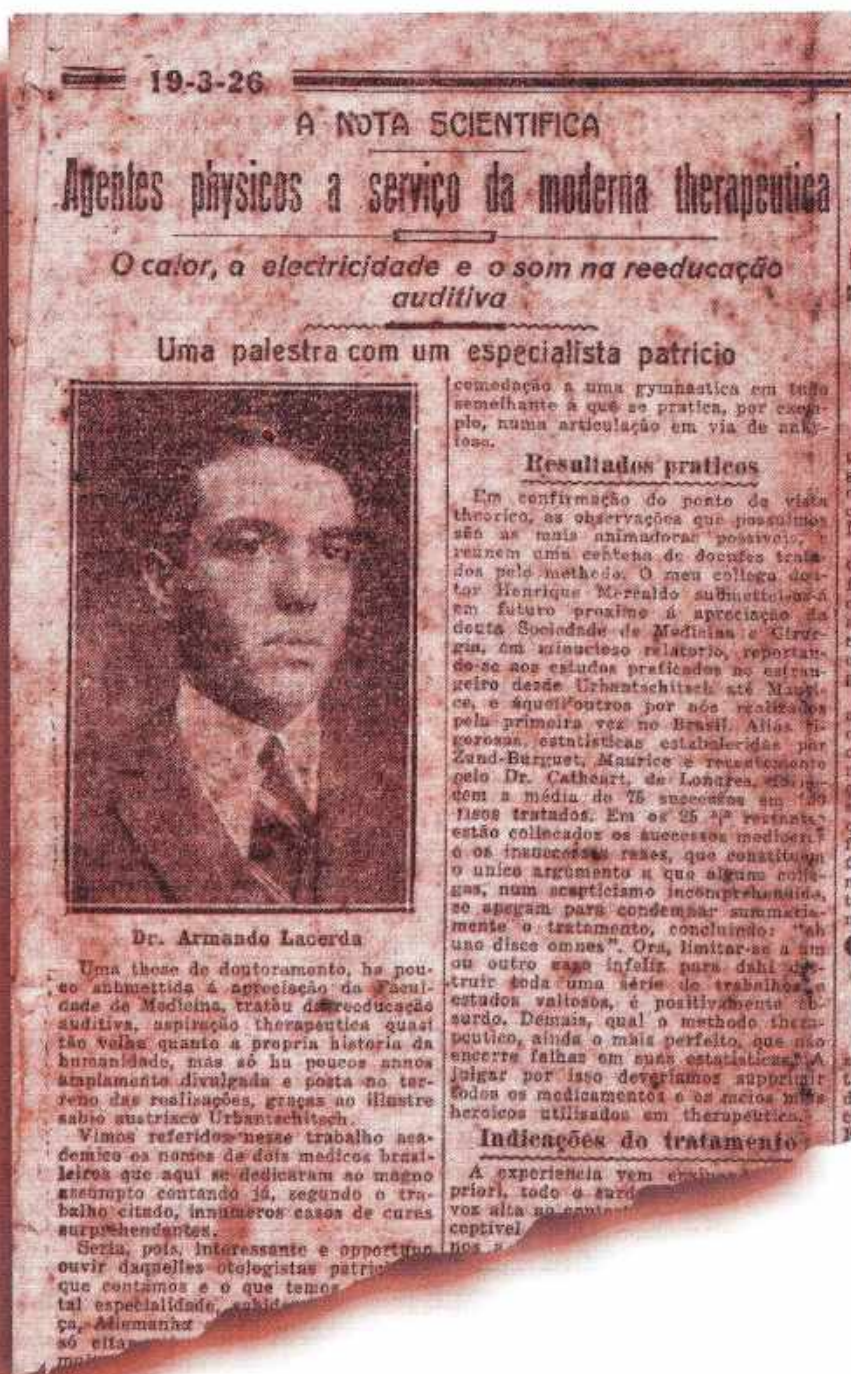 19-3-26
A NOTA SCIENTIFICA
Agentes physicos a serviço da moderna therapeutica
O calor, a electricidade e o som na reeducação
auditiva
Uma palestra com um especialista patricio
Dr. Armando Lacerda
Uma these de doutoramento, ha pou-
co submettida á apreciação da Facul-
dade de Medicina, tratou da reeducação
auditiva, aspiração therapeutica quasi
tão velha quanto a propria historia da
humanidade, mas só ha poucos annos
amplamente divulgada e posta no ter-
reno das realizações, graças ao illustre
sabio austriaco Urbantschitsch.
Vimos referidos nesse trabalho aca-
demico os nomes de dois medicos brasi-
leiros que aqui se dedicaram ao magno
assumpto contando já, segundo o tra-
balho citado, innumeros casos de cures
surprehendentes.
Seria, pois, interessante e opportuno
ouvir daquelles otologistas
que contamos e o que temos
tal especialidade,
ça, Allemanha
só
comodação a uma gymnastica em tudo
semelhante á que se pratica, por exem-
plo, numa articulação em via de anky-
lose.
Resultados praticos
Em confirmação do ponto de vista
theorico, as observações que possuimos
são as mais animadoras possiveis,
reunem uma centena de doentes trata-
dos pelo methodo. O meu collega dou-
tor Henrique Mercaldo
em futuro proximo á apreciação da
douta Sociedade de Medicina e Cirur-
gia, em minucioso relatorio, reportan-
do-se aos estudos praticados no estran-
geiro desde Urbantschitsch até Mauri-
ce, e áquell'outros por nós realizados
pela primeira vez no Brasil. Aliás ri-
gorosas estatisticas estabelecidas por
Zund-Burguet, Maurice e recentemente
pelo Dr. Cathcart, de Londres,
a média de 75 successos em
casos tratados. Em os 25 °|° restantes
estão collocados os successos
e os insuccessos que constituem
o unico argumento a que alguns colle-
gas, num scepticismo
se apegam para condemnar summaria-
mente o tratamento, concluindo: "ab
uno disce omnes". Ora, limitar-se a um
ou outro caso infeliz para dahi des-
truir toda uma série de trabalhos e
estudos valiosos, é positivamente ab-
surdo. Demais, qual o methodo thera-
peutico, ainda o mais perfeito, que não
encerre falhas em suas estatisticas? A
julgar por isso deveriamos supprimir
todos os medicamentos e os meios mais
heroicos utilisados em therapeutica."
Indicações do tratamento
A experiencia vem
priori, todo o
voz alta ao
ceptivel
nos a